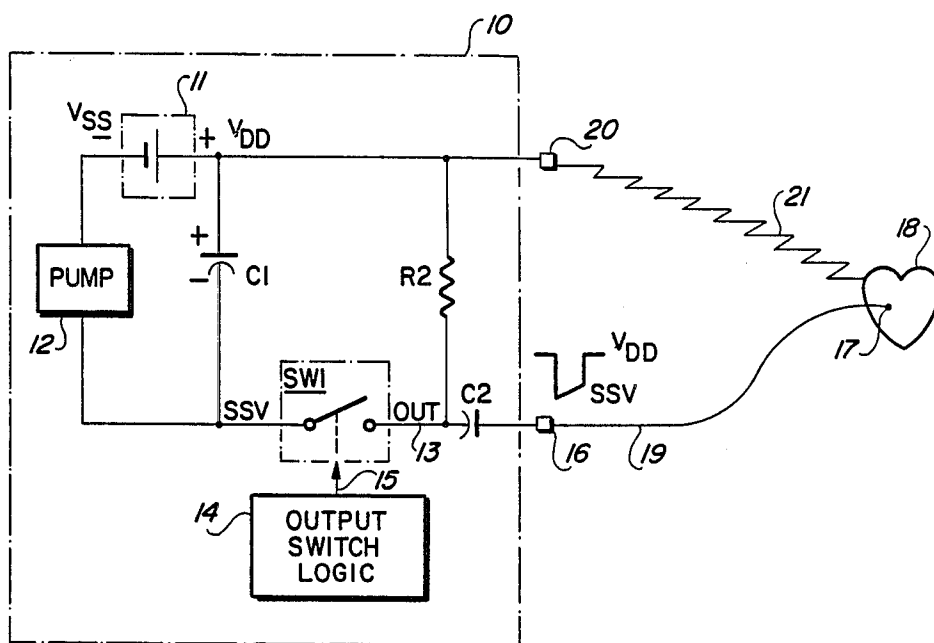 10
11
VSS
−
+
VDD
20
21
18
+
−
C1
R2
PUMP
12
17
VDD
SSV
SW1
SSV
OUT
C2
13
16
19
15
14
OUTPUT
SWITCH
LOGIC